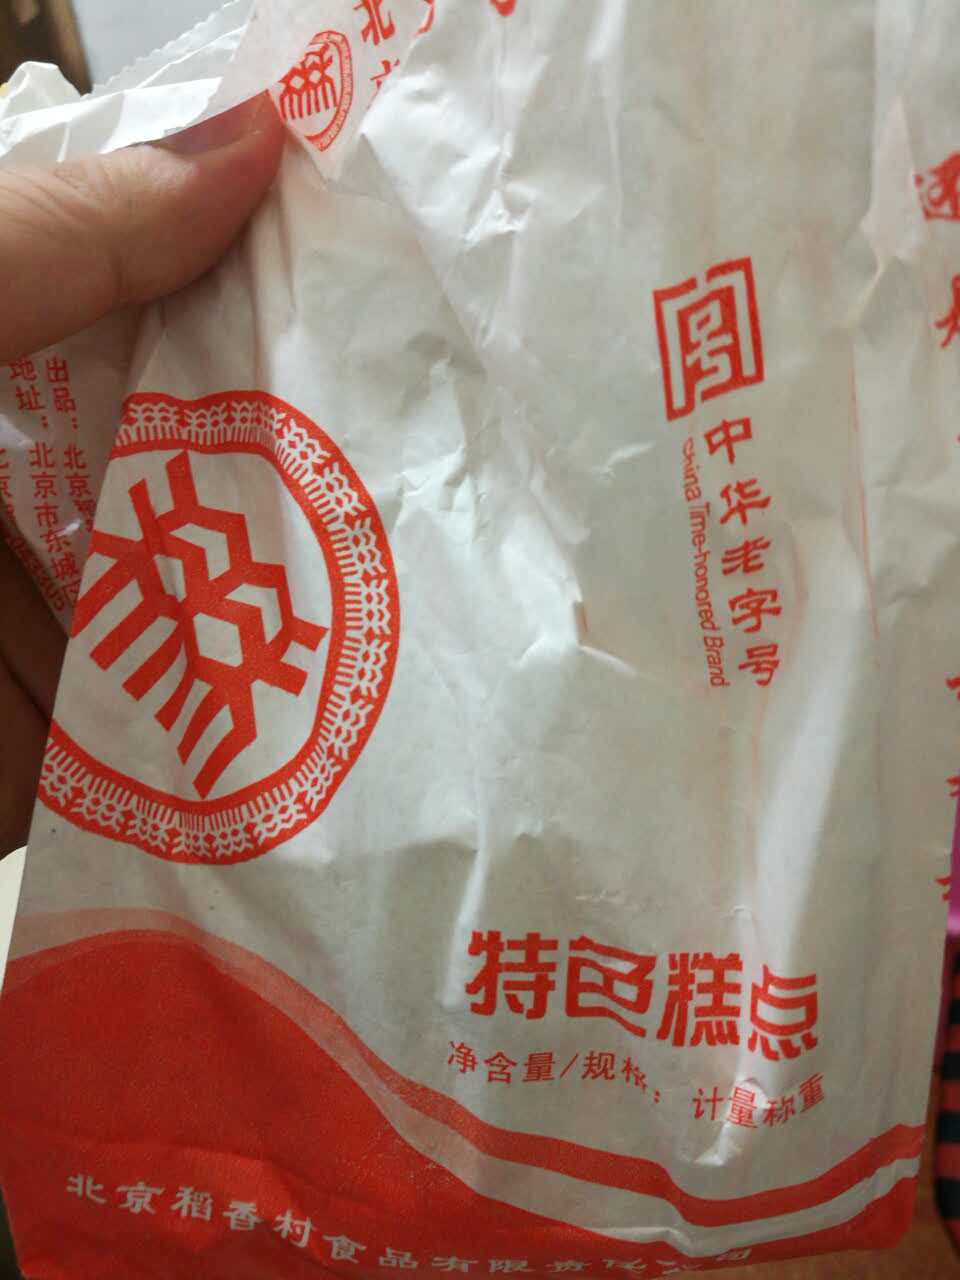 北京
出品：北京
地址：北京市东城
中华老字号
China Time-honored Brand
特色糕点
净含量/规格：计量称重
北京稻香村食品有限责任公司